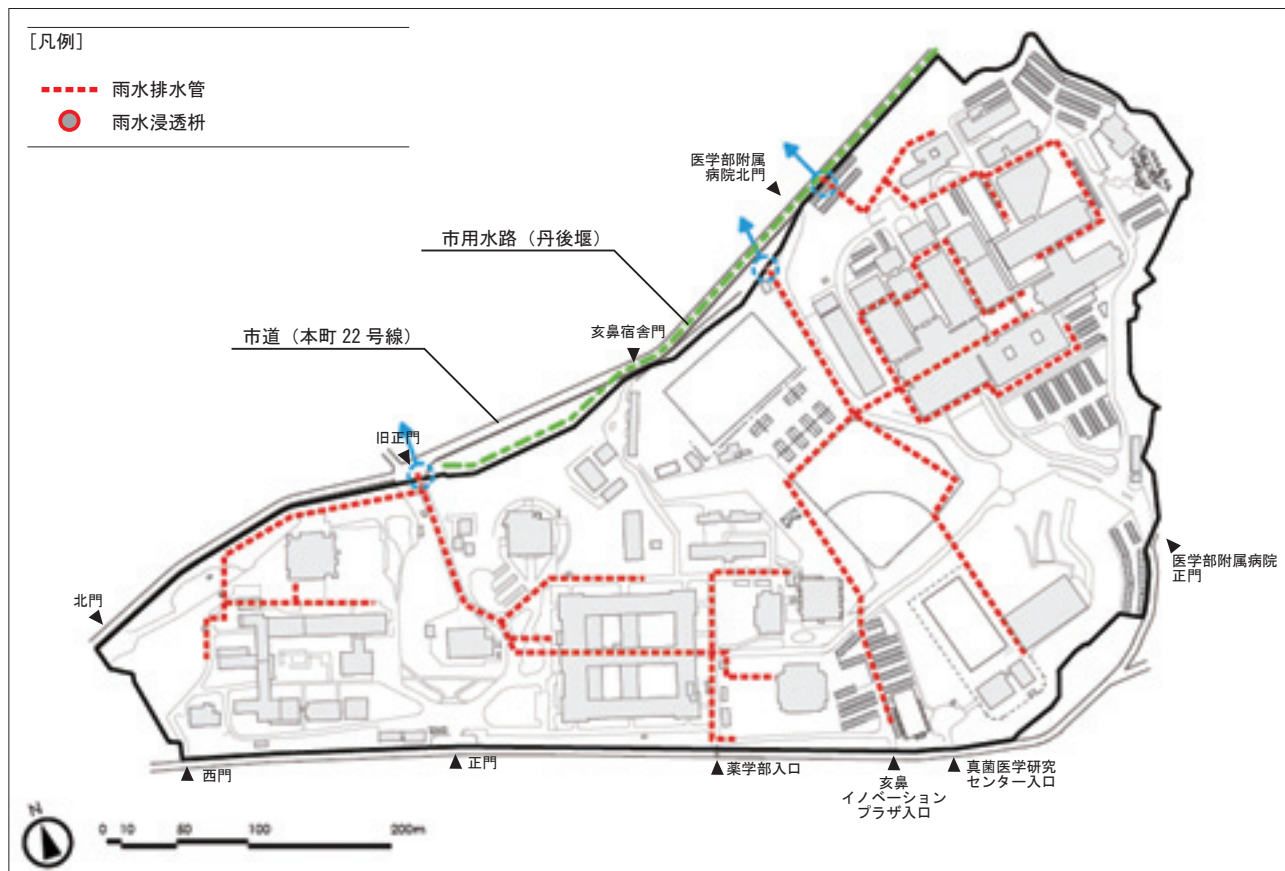 [凡例]
雨水排水管
雨水浸透枡
医学部附属
病院北門
市用水路（丹後堰）
亥鼻宿舎門
市道（本町 22 号線）
旧正門
医学部附属病院
正門
北門
西門
正門
薬学部入口
亥鼻
イノベーション
プラザ入口
真菌医学研究
センター入口
N
0 10 50 100 200m